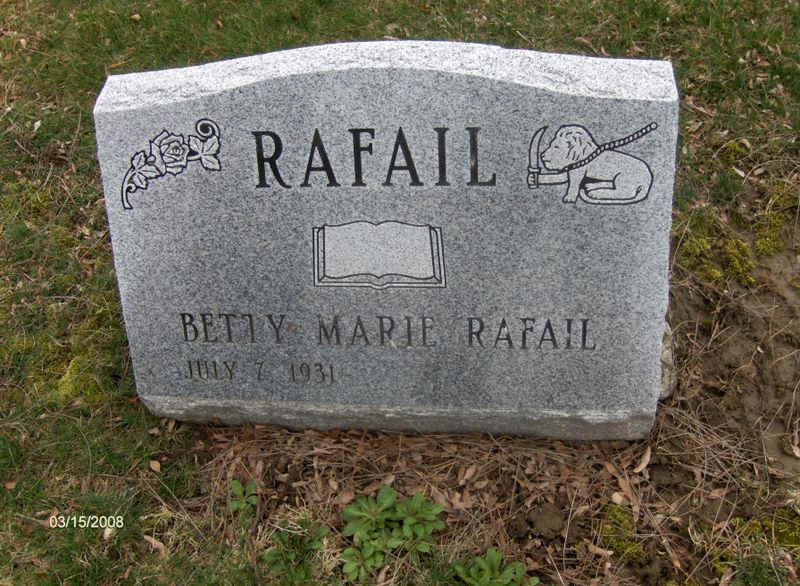 RAFAIL
BETTY MARIE RAFAIL
JULY 7, 1931
03/15/2008